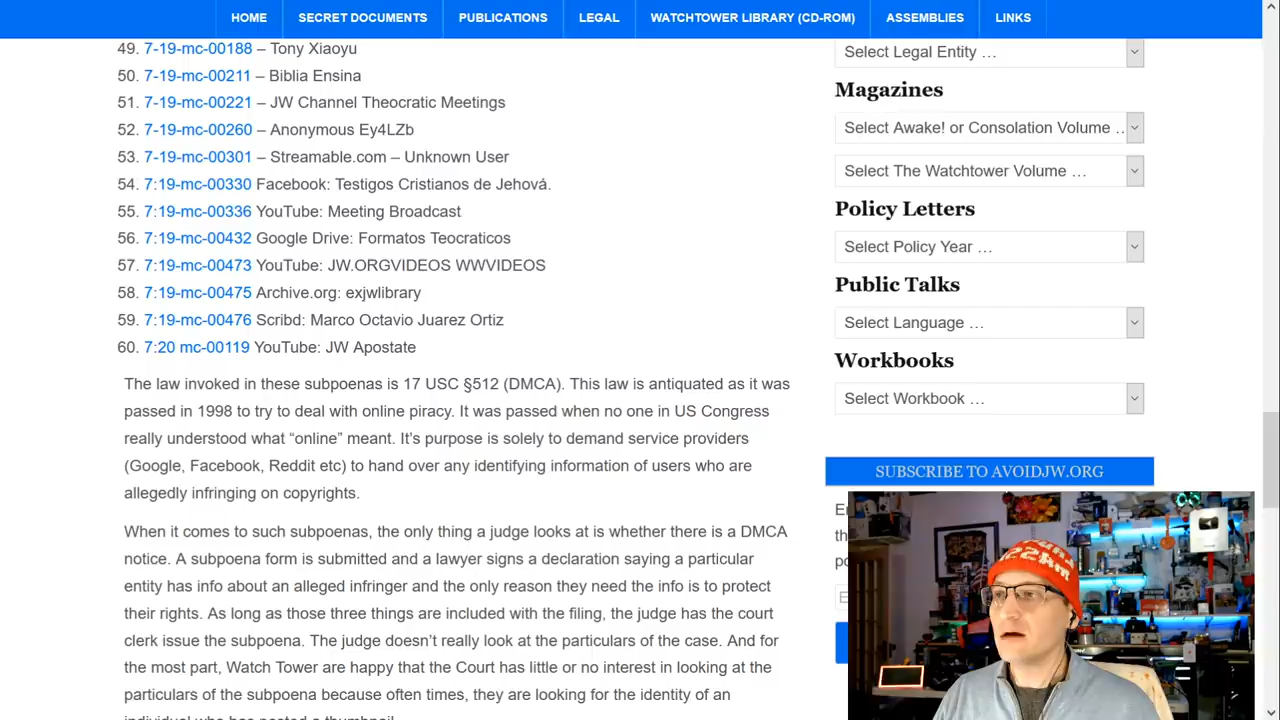 HOME SECRET DOCUMENTS PUBLICATIONS LEGAL WATCHTOWER LIBRARY (CD-ROM) ASSEMBLIES LINKS
49. 7-19-mc-00188 – Tony Xiaoyu
50. 7-19-mc-00211 – Biblia Ensina
51. 7-19-mc-00221 – JW Channel Theocratic Meetings
52. 7-19-mc-00260 – Anonymous Ey4LZb
53. 7-19-mc-00301 – Streamable.com – Unknown User
54. 7:19-mc-00330 Facebook: Testigos Cristianos de Jehová.
55. 7:19-mc-00336 YouTube: Meeting Broadcast
56. 7:19-mc-00432 Google Drive: Formatos Teocraticos
57. 7:19-mc-00473 YouTube: JW.ORGVIDEOS WWVIDEOS
58. 7:19-mc-00475 Archive.org: exjwlibrary
59. 7:19-mc-00476 Scribd: Marco Octavio Juarez Ortiz
60. 7:20 mc-00119 YouTube: JW Apostate
The law invoked in these subpoenas is 17 USC §512 (DMCA). This law is antiquated as it was
passed in 1998 to try to deal with online piracy. It was passed when no one in US Congress
really understood what “online” meant. It’s purpose is solely to demand service providers
(Google, Facebook, Reddit etc) to hand over any identifying information of users who are
allegedly infringing on copyrights.
When it comes to such subpoenas, the only thing a judge looks at is whether there is a DMCA
notice. A subpoena form is submitted and a lawyer signs a declaration saying a particular
entity has info about an alleged infringer and the only reason they need the info is to protect
their rights. As long as those three things are included with the filing, the judge has the court
clerk issue the subpoena. The judge doesn’t really look at the particulars of the case. And for
the most part, Watch Tower are happy that the Court has little or no interest in looking at the
particulars of the subpoena because often times, they are looking for the identity of an
individual who has posted a thumbnail
Select Legal Entity …
Magazines
Select Awake! or Consolation Volume ..
Select The Watchtower Volume …
Policy Letters
Select Policy Year …
Public Talks
Select Language …
Workbooks
Select Workbook …
SUBSCRIBE TO AVOIDJW.ORG